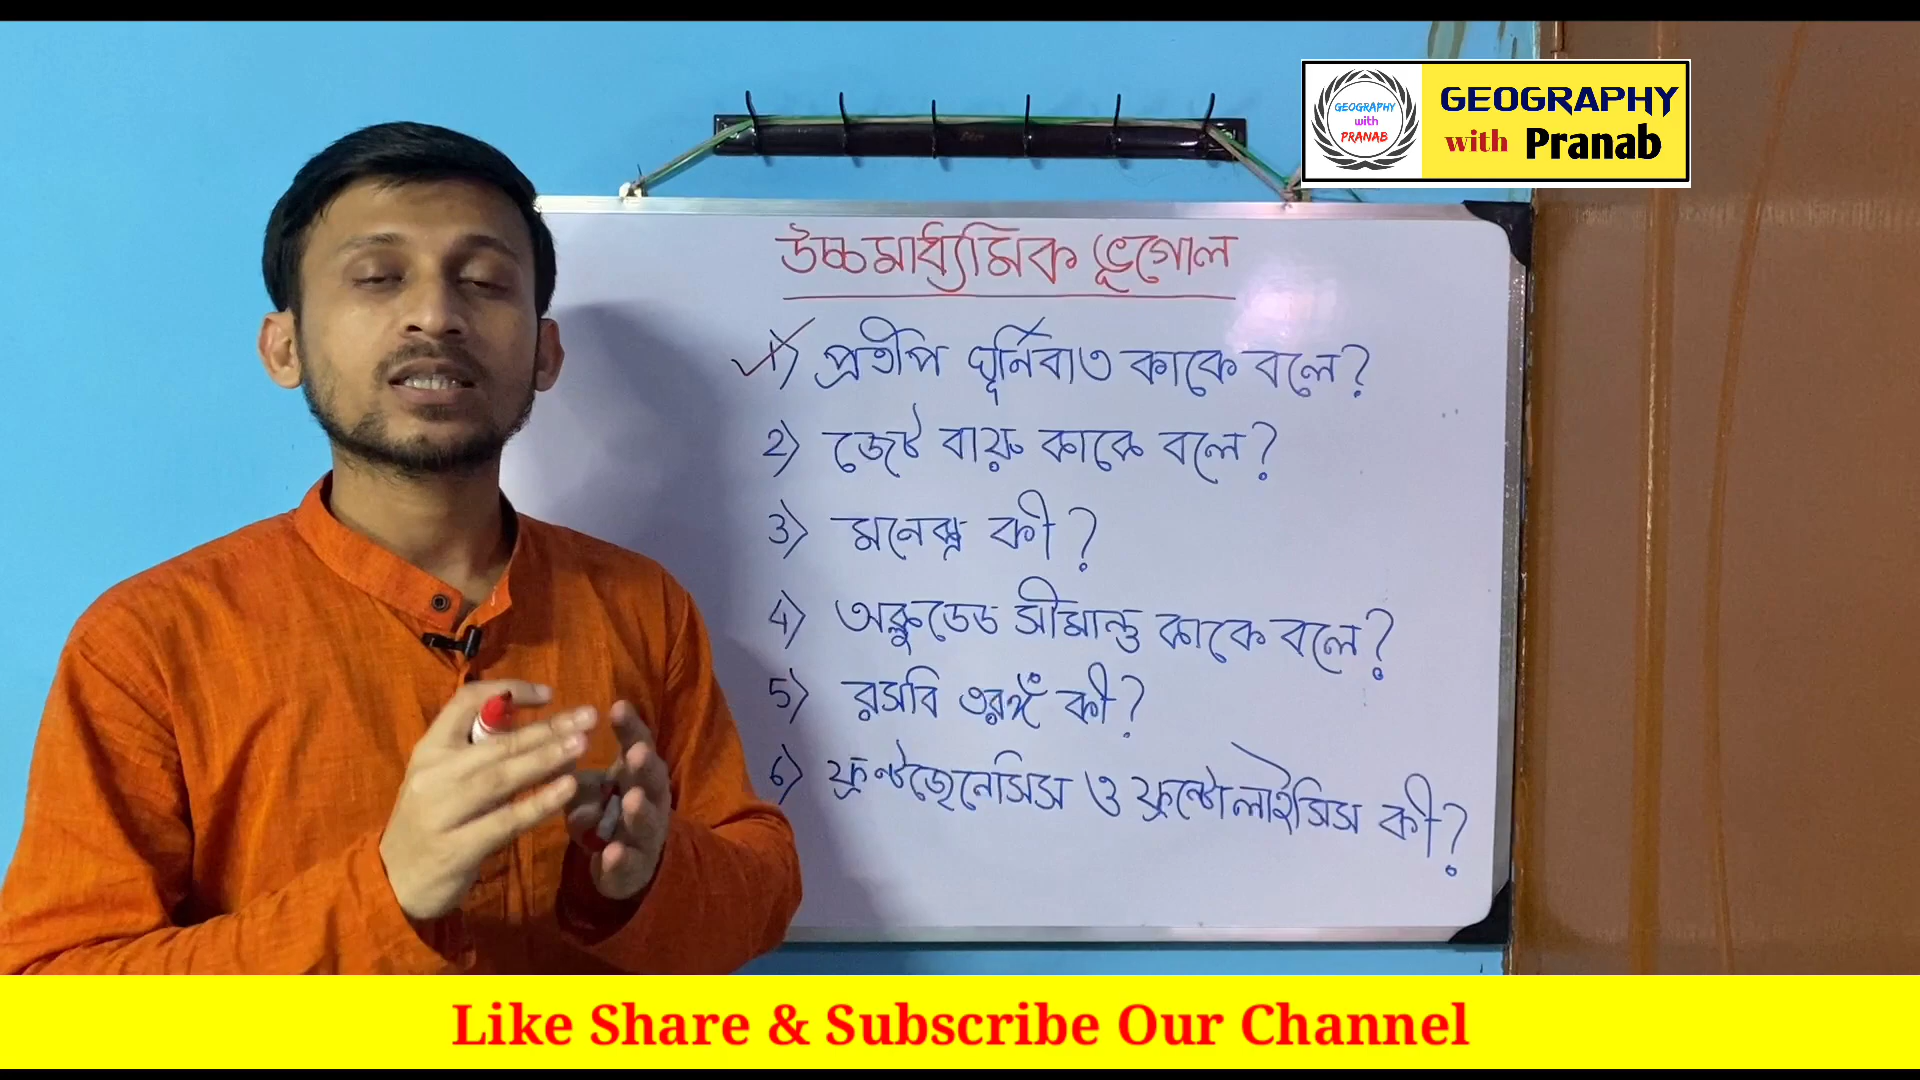 GEOGRAPHY
with
PRANAB
GEOGRAPHY
with Pranab
উচ্চমাধ্যমিক ভূগোল
1) প্রতীপ ঘূর্নিবাত কাকে বলে?
2) জেট বায়ু কাকে বলে?
3) মনেক্স কী?
4) অক্লুডেড সীমান্ত কাকে বলে?
5) রসবি তরঙ্গ কী?
6) ফ্রন্টজেনেসিস ও ফ্রন্টোলাইসিস কী?
Like Share & Subscribe Our Channel